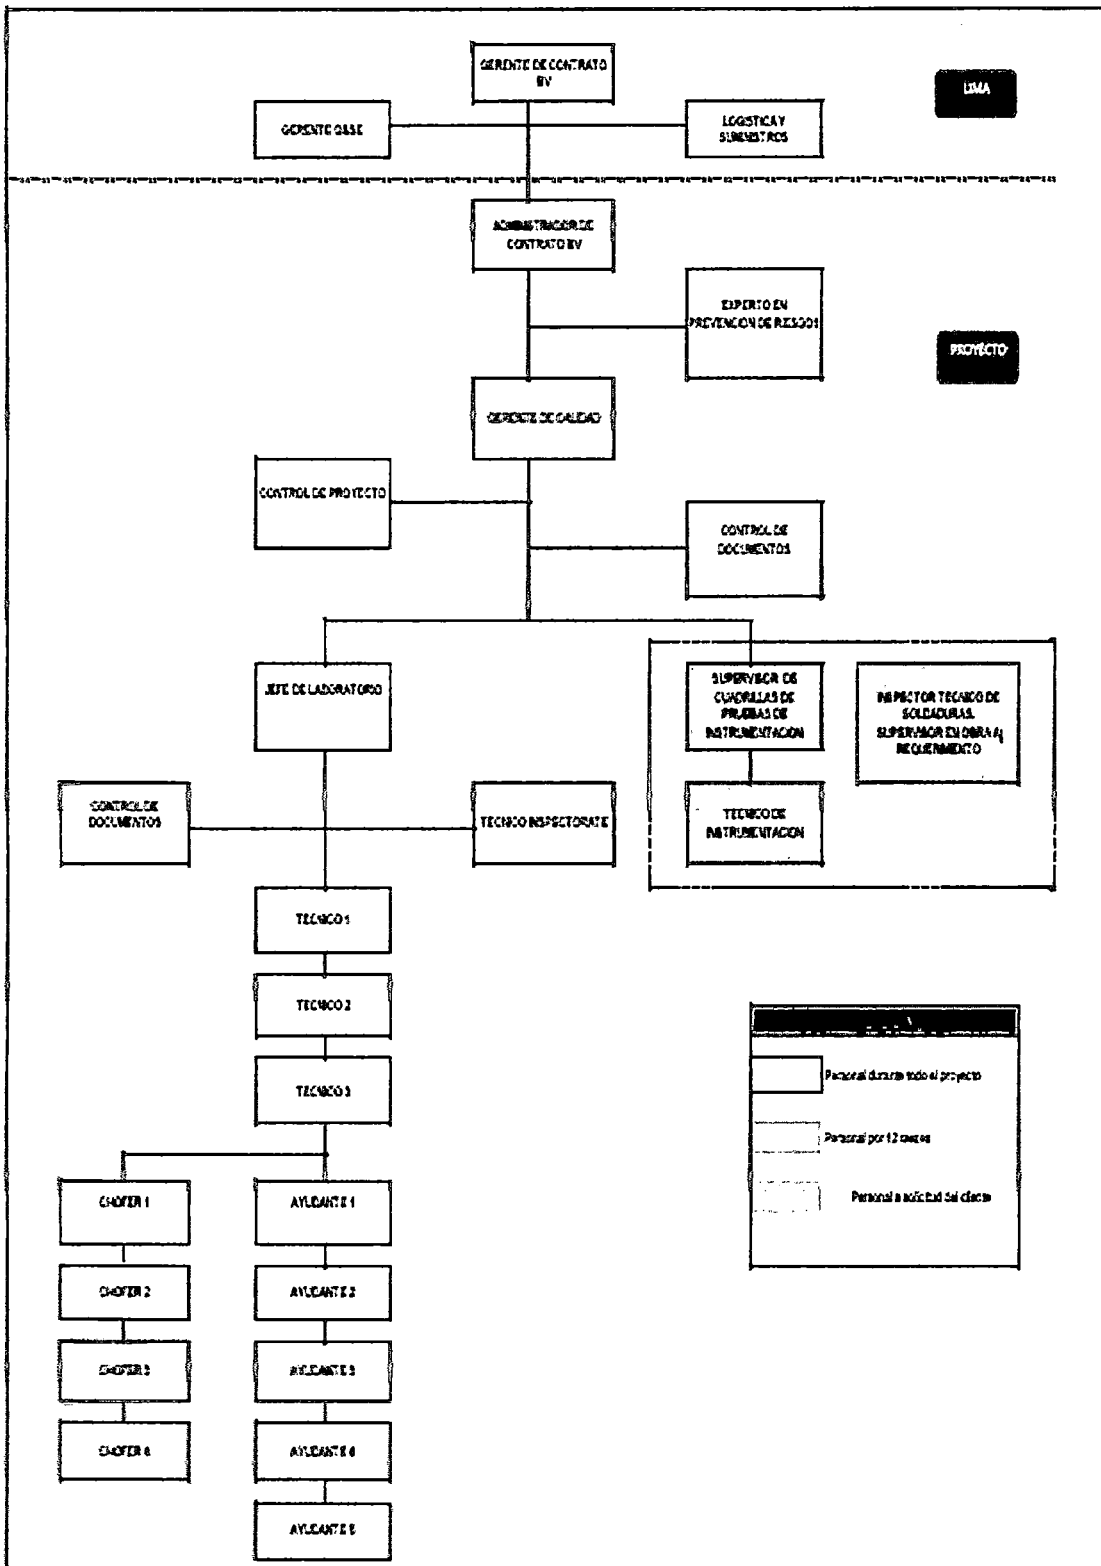 GERENTE DE CONTRATO
BV
LIMA
GERENTE QSSE
LOGISTICA Y
SUMINISTROS
ADMINISTRADOR DE
CONTRATO BV
EXPERTO EN
PREVENCION DE RIESGOS
PROYECTO
GERENTE DE CALIDAD
CONTROL DE PROYECTO
CONTROL DE
DOCUMENTOS
JEFE DE LABORATORIO
SUPERVISOR DE
CUADRILLAS DE
PRUEBAS DE
INSTRUMENTACION
INSPECTOR TECNICO DE
SOLDADURAS.
SUPERVISOR EN OBRA A
REQUERIMIENTO
CONTROL DE
DOCUMENTOS
TECNICO INSPECTORATE
TECNICO DE
INSTRUMENTACION
TECNICO 1
TECNICO 2
TECNICO 3
Personal durante todo el proyecto
Personal por 12 meses
Personal a solicitud del cliente
CHOFER 1
AYUDANTE 1
CHOFER 2
AYUDANTE 2
CHOFER 3
AYUDANTE 3
CHOFER 4
AYUDANTE 4
AYUDANTE 5